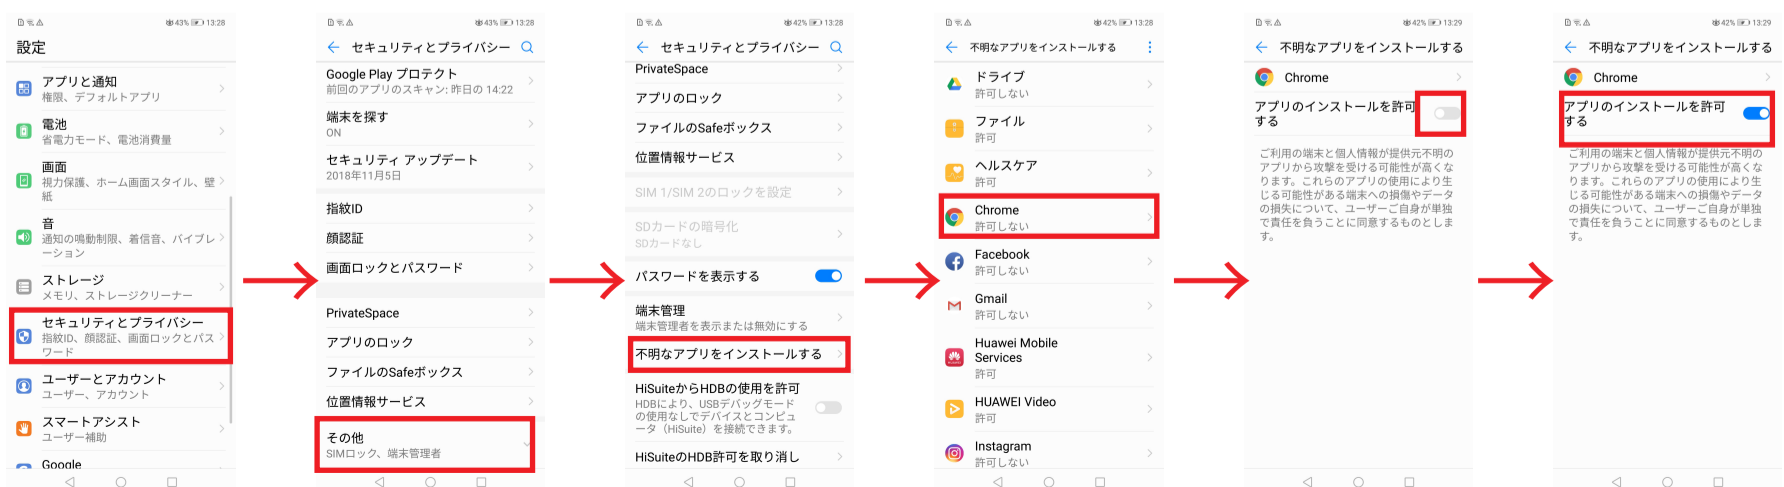 43% 13:28
設定
アプリと通知
権限、デフォルトアプリ
電池
省電力モード、電池消費量
画面
視力保護、ホーム画面スタイル、壁
紙
音
通知の鳴動制限、着信音、バイブレ
ーション
ストレージ
メモリ、ストレージクリーナー
セキュリティとプライバシー
指紋ID、顔認証、画面ロックとパス
ワード
ユーザーとアカウント
ユーザー、アカウント
スマートアシスト
ユーザー補助
Google
43% 13:28
セキュリティとプライバシー
Google Play プロテクト
前回のアプリのスキャン: 昨日の 14:22
端末を探す
ON
セキュリティ アップデート
2018年11月5日
指紋ID
顔認証
画面ロックとパスワード
PrivateSpace
アプリのロック
ファイルのSafeボックス
位置情報サービス
その他
SIMロック、端末管理者
42% 13:28
セキュリティとプライバシー
PrivateSpace
アプリのロック
ファイルのSafeボックス
位置情報サービス
SIM 1/SIM 2のロックを設定
SDカードの暗号化
SDカードなし
パスワードを表示する
端末管理
端末管理者を表示または無効にする
不明なアプリをインストールする
HiSuiteからHDBの使用を許可
HDBにより、USBデバッグモード
の使用なしでデバイスとコンピュ
ータ（HiSuite）を接続できます。
HiSuiteのHDB許可を取り消し
42% 13:28
不明なアプリをインストールする
ドライブ
許可しない
ファイル
許可
ヘルスケア
許可
Chrome
許可しない
Facebook
許可しない
Gmail
許可しない
Huawei Mobile
Services
許可
HUAWEI Video
許可
Instagram
許可しない
42% 13:29
不明なアプリをインストールする
Chrome
アプリのインストールを許可
する
ご利用の端末と個人情報が提供元不明の
アプリから攻撃を受ける可能性が高くな
ります。これらのアプリの使用により生
じる可能性がある端末への損傷やデータ
の損失について、ユーザーご自身が単独
で責任を負うことに同意するものとしま
す。
42% 13:29
不明なアプリをインストールする
Chrome
アプリのインストールを許可
する
ご利用の端末と個人情報が提供元不明の
アプリから攻撃を受ける可能性が高くな
ります。これらのアプリの使用により生
じる可能性がある端末への損傷やデータ
の損失について、ユーザーご自身が単独
で責任を負うことに同意するものとしま
す。